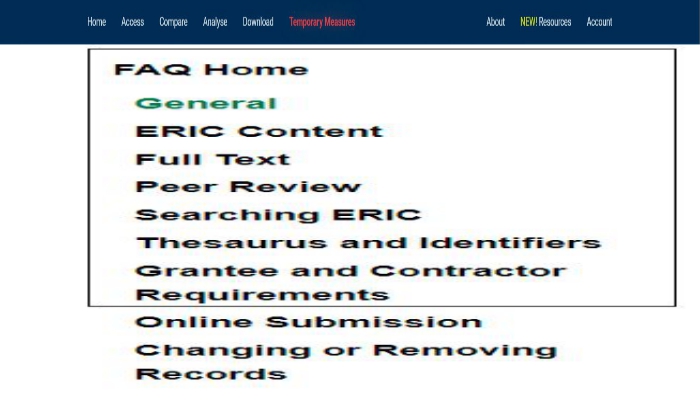 Home Access Compare Analyse Download Temporary Measures About NEW! Resources Account
FAQ Home
General
ERIC Content
Full Text
Peer Review
Searching ERIC
Thesaurus and Identifiers
Grantee and Contractor
Requirements
Online Submission
Changing or Removing
Records